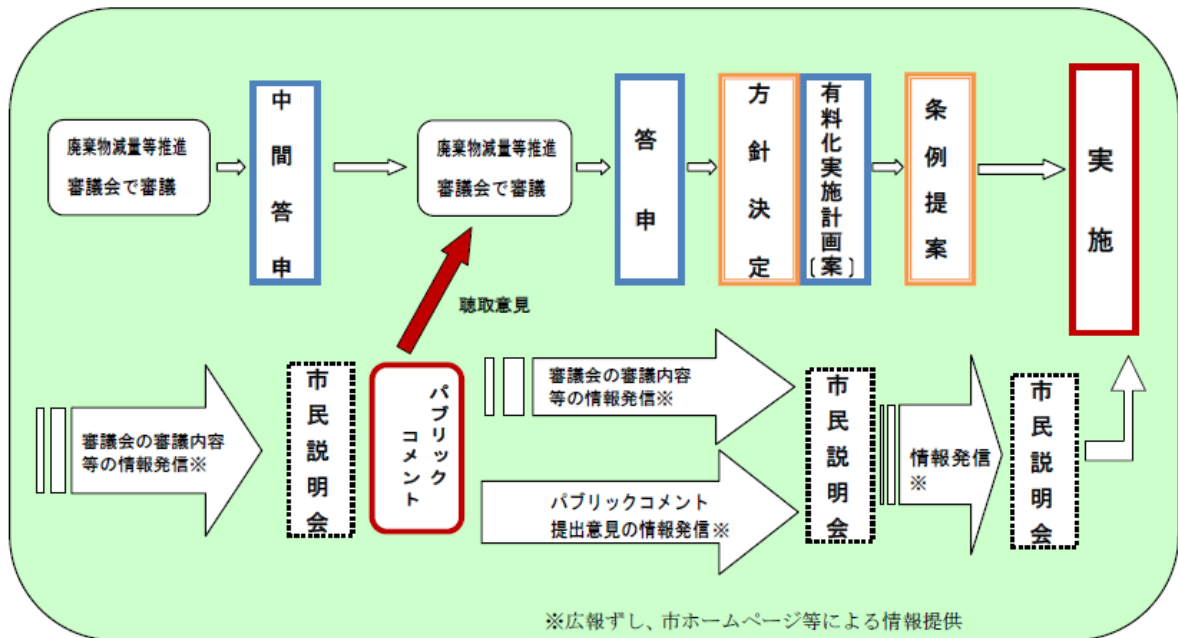 廃棄物減量等推進
審議会で審議
中間答申
廃棄物減量等推進
審議会で審議
答申
方針決定
有料化実施計画〔案〕
条例提案
実施
聴取意見
審議会の審議内容
等の情報発信※
市民説明会
パブリック
コメント
審議会の審議内容
等の情報発信※
パブリックコメント
提出意見の情報発信※
市民説明会
情報発信
※
市民説明会
※広報ずし、市ホームページ等による情報提供